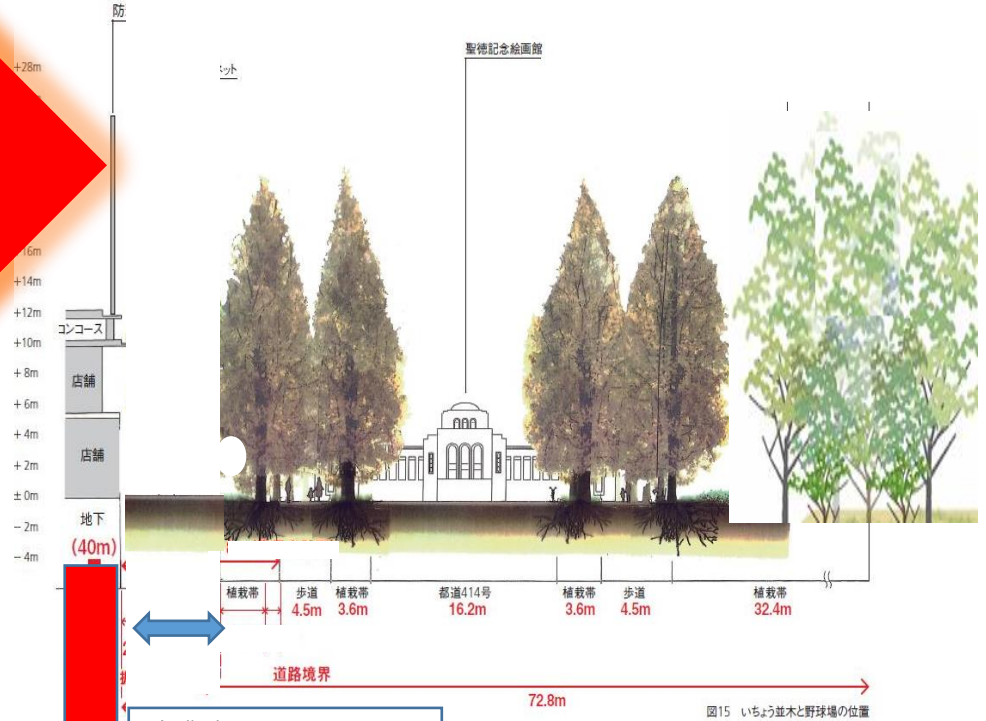 防
聖徳記念絵画館
ネット
+28m
+16m
+14m
+12m
コンコース
+10m
+ 8m
店舗
+ 6m
+ 4m
店舗
+ 2m
± 0m
地下
− 2m
(40m)
− 4m
植栽帯 歩道 植栽帯 都道414号 植栽帯 歩道 植栽帯
4.5m 3.6m 16.2m 3.6m 4.5m 32.4m
道路境界
72.8m
図15 いちょう並木と野球場の位置